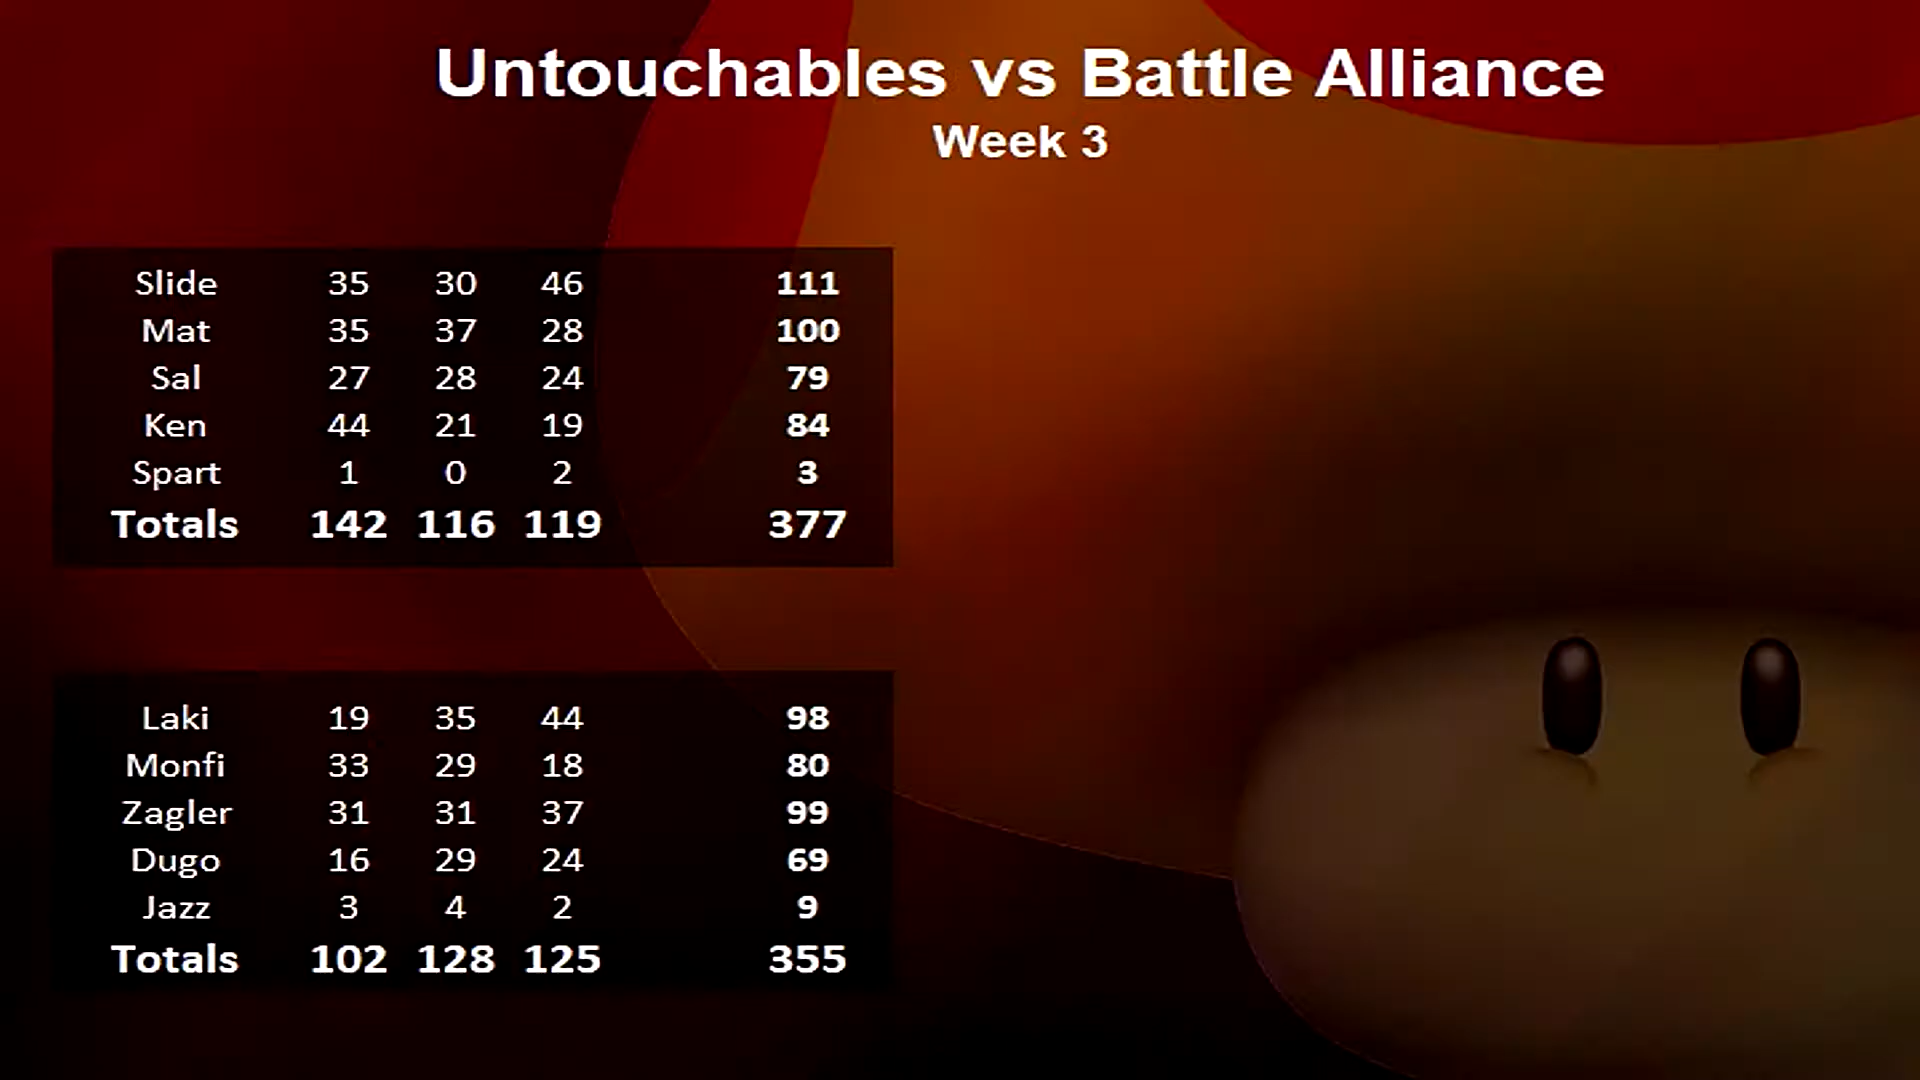 Untouchables vs Battle Alliance
Week 3
Slide 35 30 46 111
Mat 35 37 28 100
Sal 27 28 24 79
Ken 44 21 19 84
Spart 1 0 2 3
Totals 142 116 119 377
Laki 19 35 44 98
Monfi 33 29 18 80
Zagler 31 31 37 99
Dugo 16 29 24 69
Jazz 3 4 2 9
Totals 102 128 125 355